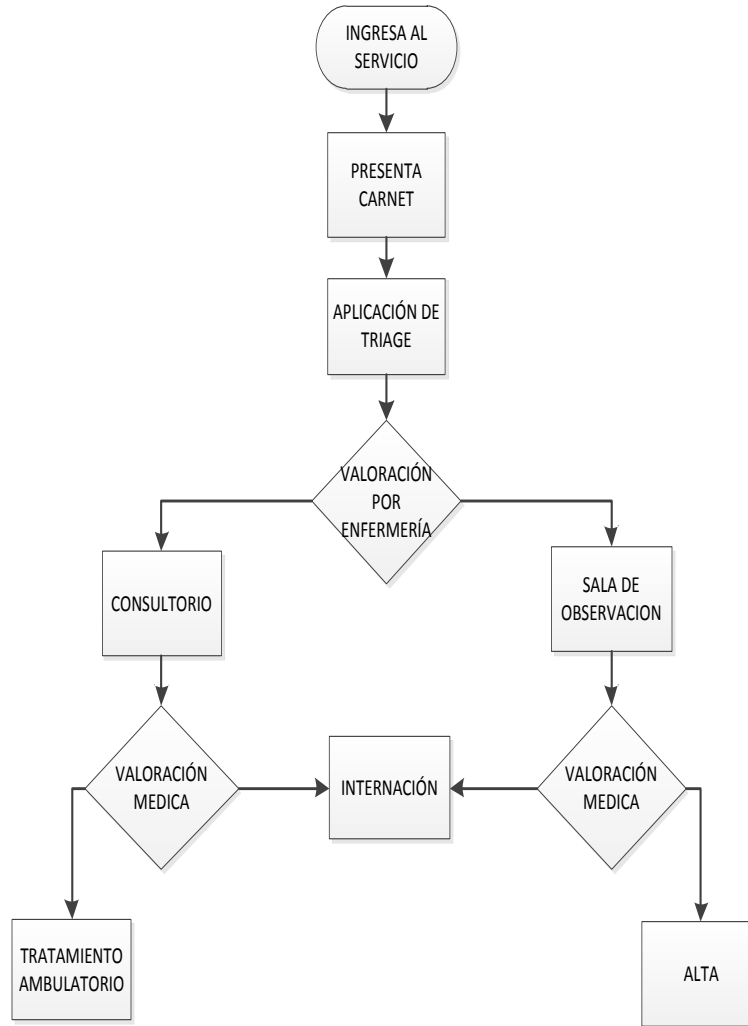 INGRESA AL
SERVICIO
PRESENTA
CARNET
APLICACIÓN DE
TRIAGE
VALORACIÓN
POR
ENFERMERÍA
CONSULTORIO
SALA DE
OBSERVACION
VALORACIÓN
MEDICA
INTERNACIÓN
VALORACIÓN
MEDICA
TRATAMIENTO
AMBULATORIO
ALTA